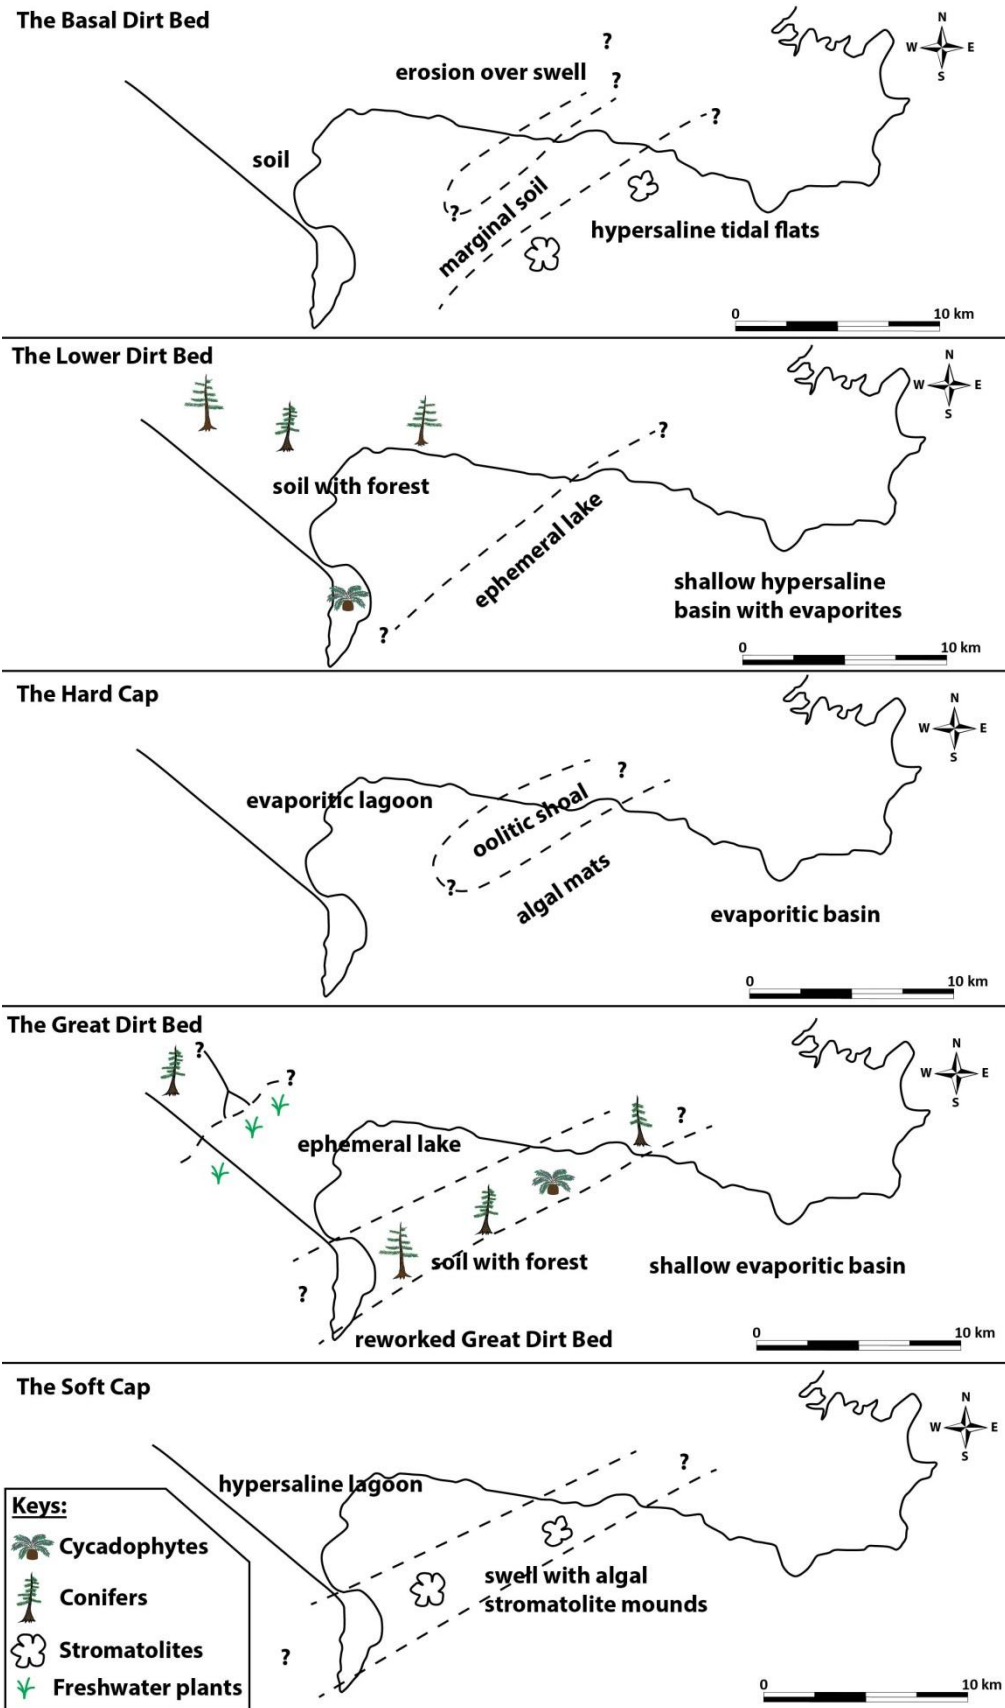 The Basal Dirt Bed
N
W
E
S
?
erosion over swell
?
?
soil
?
marginal soil
hypersaline tidal flats
0
10 km
The Lower Dirt Bed
N
W
E
S
?
soil with forest
ephemeral lake
shallow hypersaline
basin with evaporites
?
0
10 km
The Hard Cap
N
W
E
S
?
evaporitic lagoon
oolitic shoal
?
algal mats
evaporitic basin
0
10 km
The Great Dirt Bed
N
W
E
S
?
?
?
ephemeral lake
soil with forest
shallow evaporitic basin
?
reworked Great Dirt Bed
0
10 km
The Soft Cap
N
W
E
S
?
hypersaline lagoon
swell with algal
stromatolite mounds
?
0
10 km
Keys:
Cycadophytes
Conifers
Stromatolites
Freshwater plants